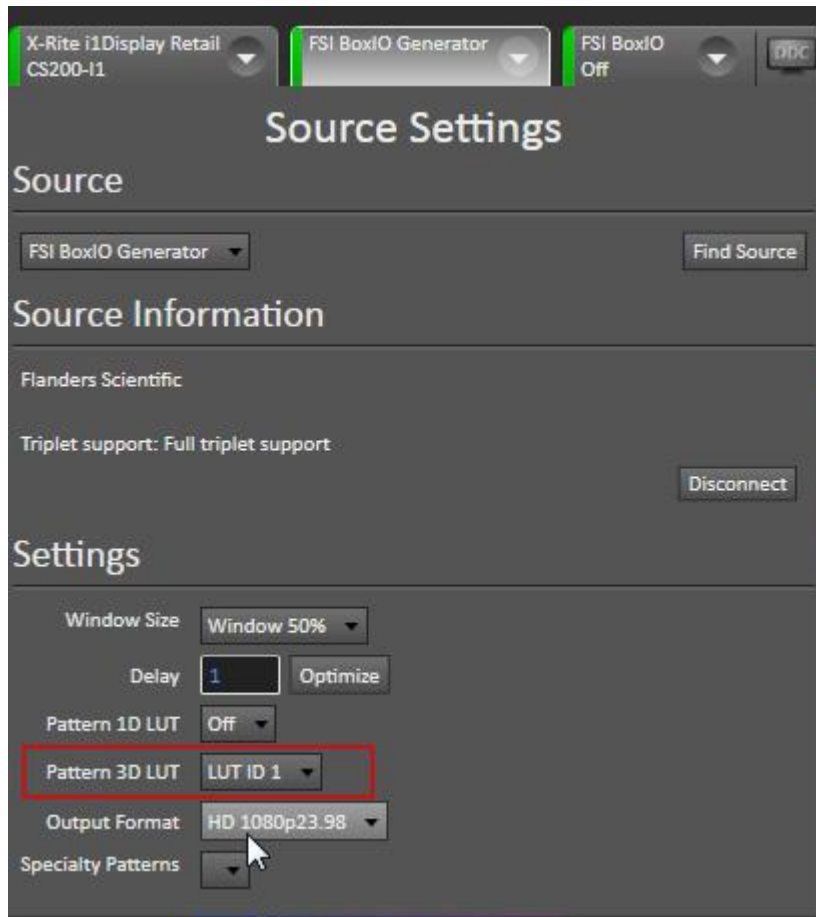 X-Rite i1Display Retail
CS200-I1
FSI BoxIO Generator
FSI BoxIO
Off
DDC
Source Settings
Source
FSI BoxIO Generator
Find Source
Source Information
Flanders Scientific
Triplet support: Full triplet support
Disconnect
Settings
Window Size Window 50%
Delay 1 Optimize
Pattern 1D LUT Off
Pattern 3D LUT LUT ID 1
Output Format HD 1080p23.98
Specialty Patterns